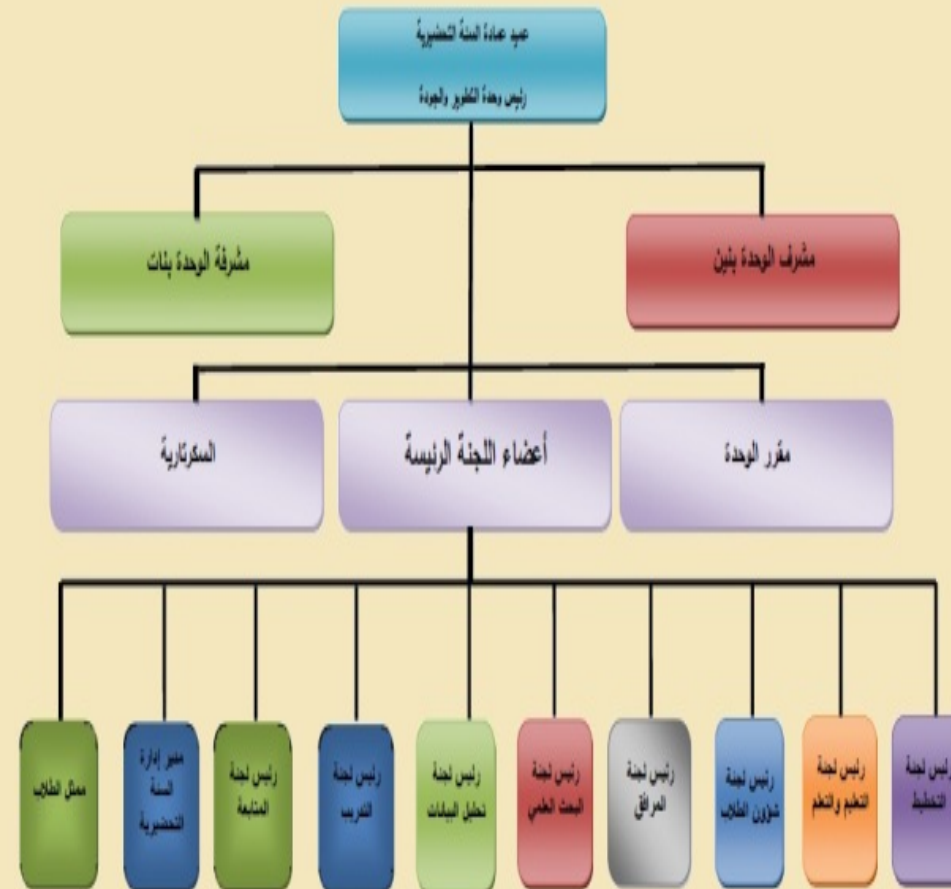 عميد عمادة السنة التحضيرية
رئيس وحدة التطوير والجودة
مشرف الوحدة بنين
مشرفة الوحدة بنات
مقرر الوحدة
أعضاء اللجنة الرئيسة
السكرتارية
رئيس لجنة
التخطيط
رئيس لجنة
التعليم والتعلم
رئيس لجنة
شؤون الطلاب
رئيس لجنة
المرافق
رئيس لجنة
البحث العلمي
رئيس لجنة
تحليل البيانات
رئيس لجنة
التدريب
رئيس لجنة
المتابعة
مدير إدارة
السنة
التحضيرية
ممثل الطلاب